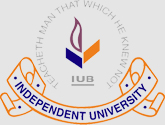 TEACHETH MAN THAT WHICH HE KNEW NOT
IUB
INDEPENDENT UNIVERSITY